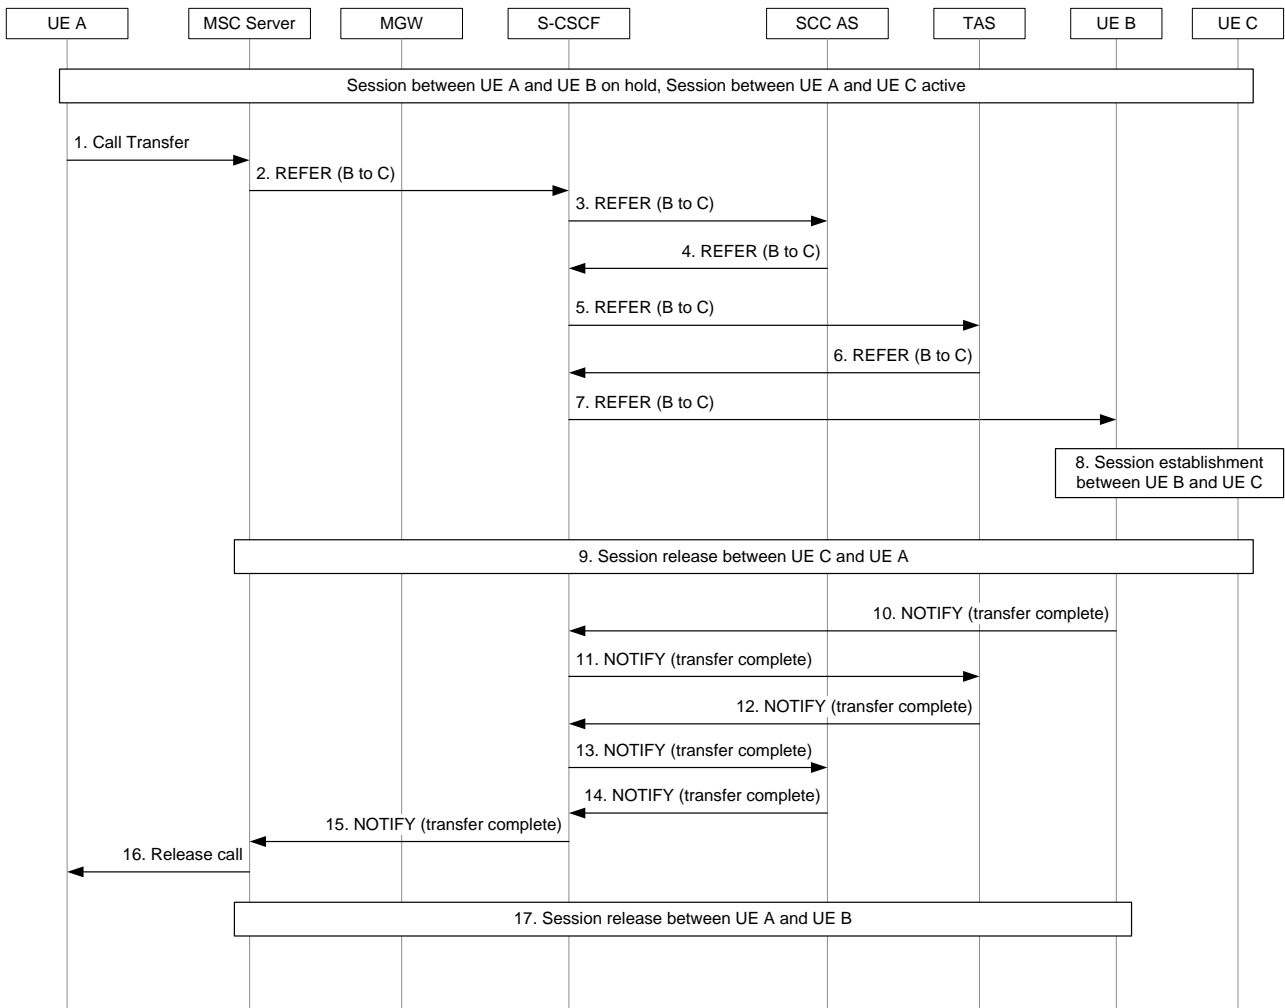 UE A
MSC Server
MGW
S-CSCF
SCC AS
TAS
UE B
UE C
Session between UE A and UE B on hold, Session between UE A and UE C active
1. Call Transfer
2. REFER (B to C)
3. REFER (B to C)
4. REFER (B to C)
5. REFER (B to C)
6. REFER (B to C)
7. REFER (B to C)
8. Session establishment
between UE B and UE C
9. Session release between UE C and UE A
10. NOTIFY (transfer complete)
11. NOTIFY (transfer complete)
12. NOTIFY (transfer complete)
13. NOTIFY (transfer complete)
14. NOTIFY (transfer complete)
15. NOTIFY (transfer complete)
16. Release call
17. Session release between UE A and UE B